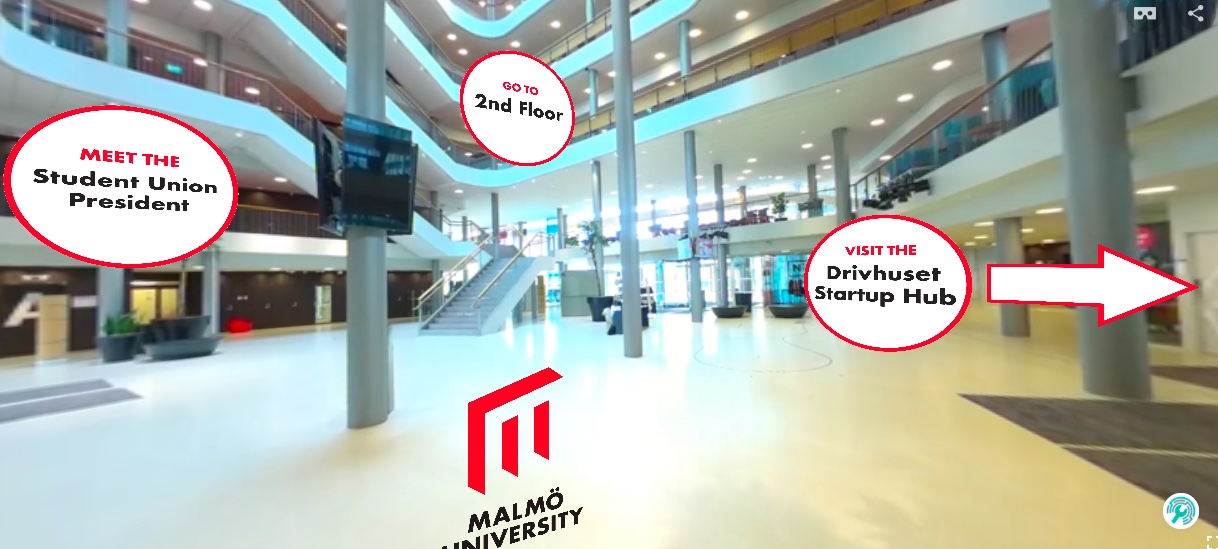 GO TO
2nd Floor
MEET THE
Student Union
President
VISIT THE
Drivhuset
Startup Hub
A
MALMÖ
UNIVERSITY